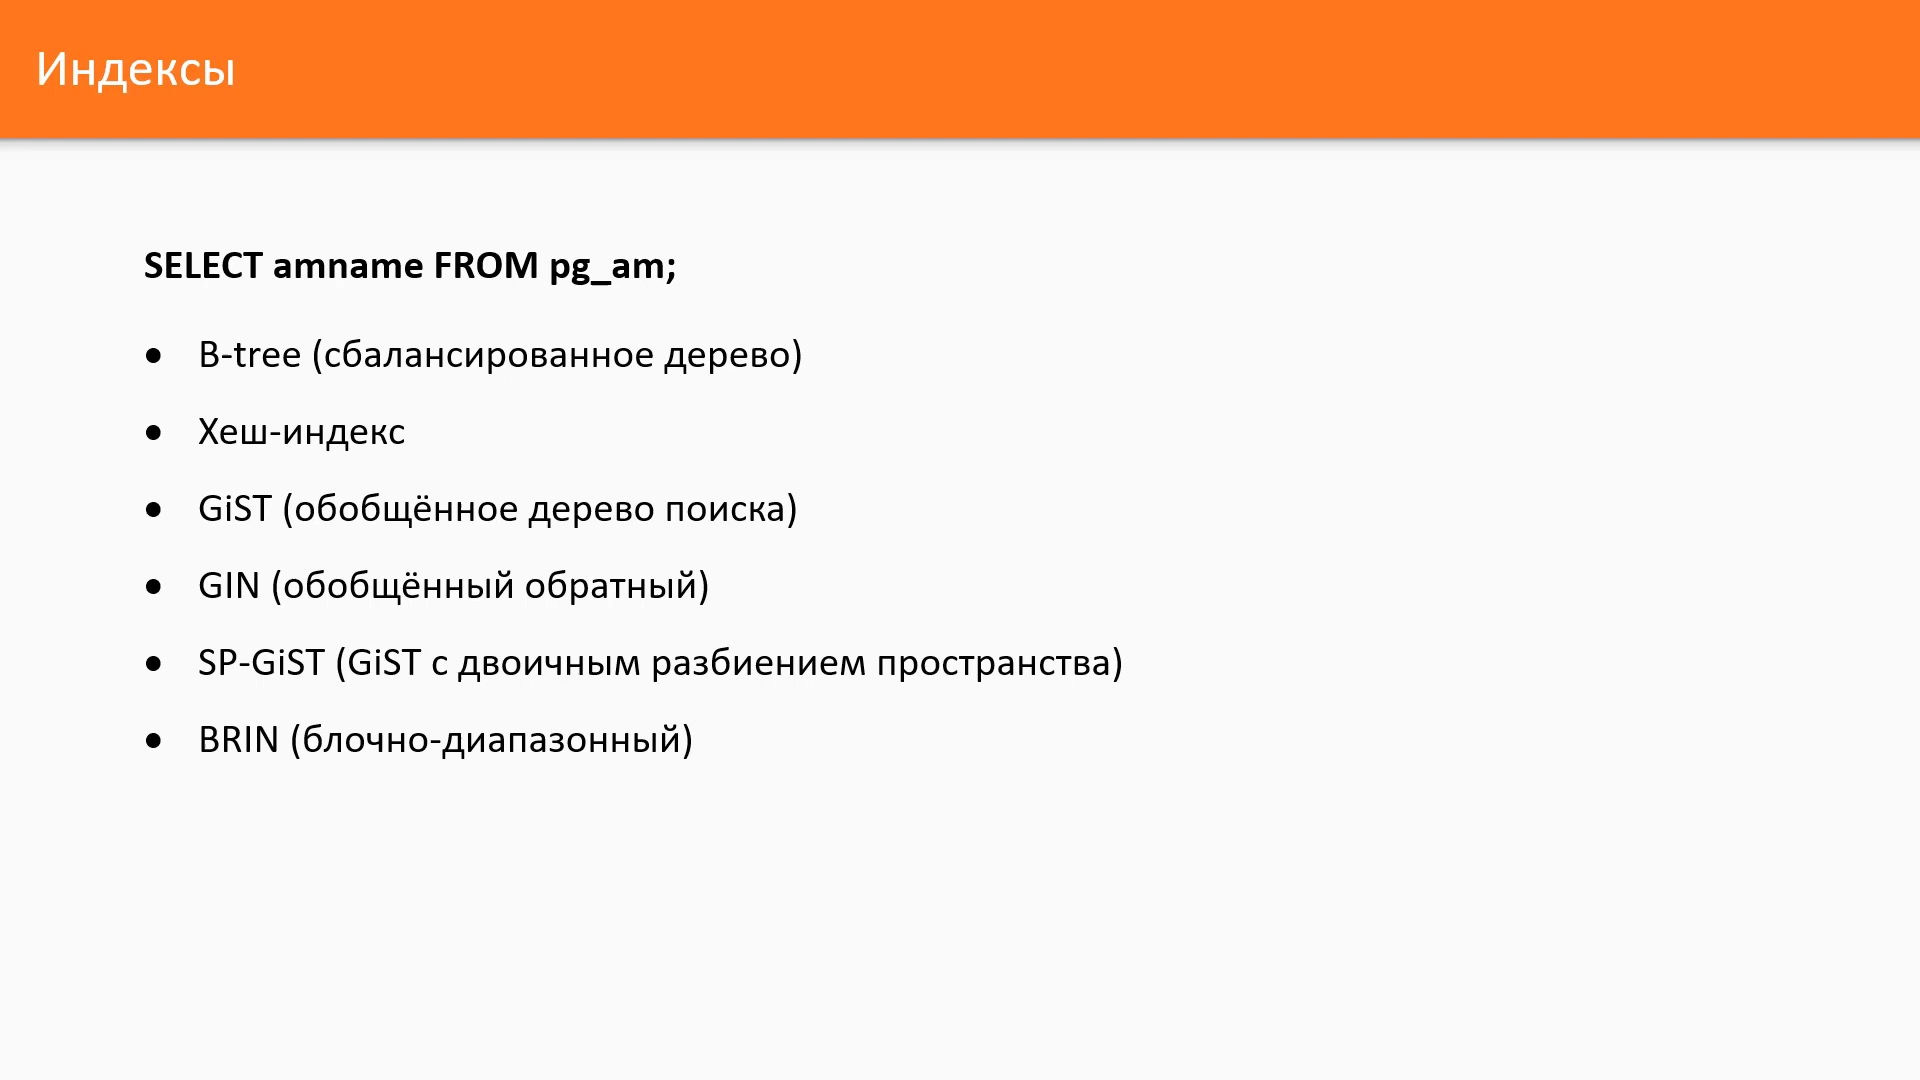 Индексы
SELECT amname FROM pg_am;
● B-tree (сбалансированное дерево)
● Хеш-индекс
● GiST (обобщённое дерево поиска)
● GIN (обобщённый обратный)
● SP-GiST (GiST с двоичным разбиением пространства)
● BRIN (блочно-диапазонный)